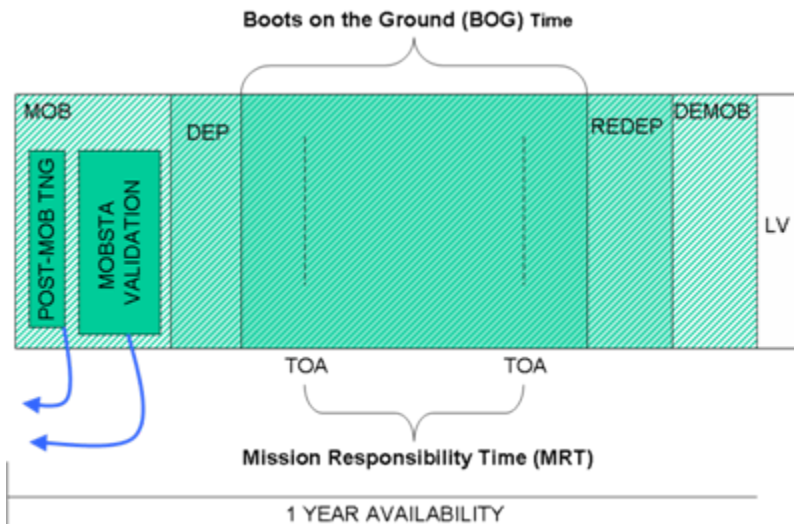 Boots on the Ground (BOG) Time
MOB
DEP
REDEP
DEMOB
LV
POST-MOB TNG
MOBSTA
VALIDATION
TOA
TOA
Mission Responsibility Time (MRT)
1 YEAR AVAILABILITY